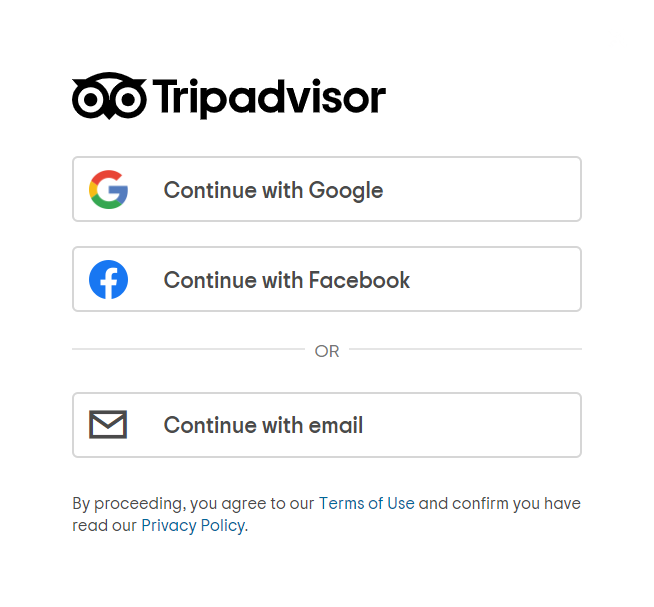 Tripadvisor
Continue with Google
Continue with Facebook
OR
Continue with email
By proceeding, you agree to our Terms of Use and confirm you have
read our Privacy Policy.